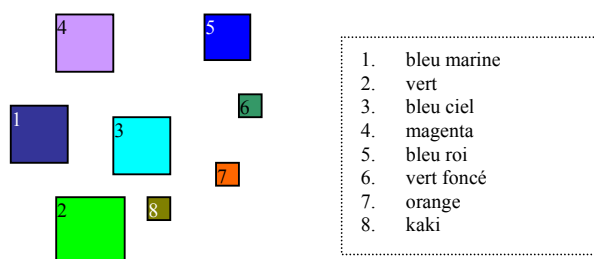 4
5
6
1
3
7
2
8
1. bleu marine
2. vert
3. bleu ciel
4. magenta
5. bleu roi
6. vert foncé
7. orange
8. kaki